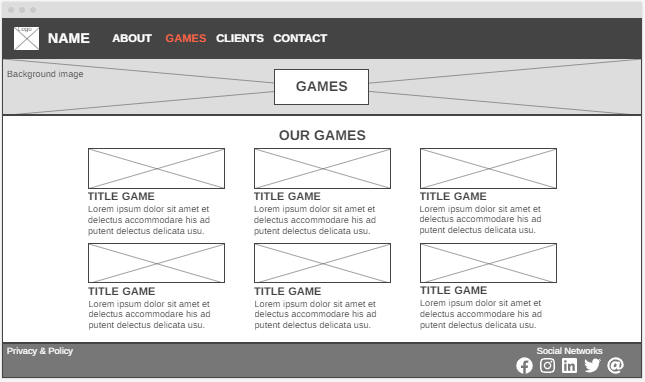 Logo
NAME ABOUT GAMES CLIENTS CONTACT
Background image
GAMES
OUR GAMES
TITLE GAME
Lorem ipsum dolor sit amet et
delectus accommodare his ad
putent delectus delicata usu.
TITLE GAME
Lorem ipsum dolor sit amet et
delectus accommodare his ad
putent delectus delicata usu.
TITLE GAME
Lorem ipsum dolor sit amet et
delectus accommodare his ad
putent delectus delicata usu.
TITLE GAME
Lorem ipsum dolor sit amet et
delectus accommodare his ad
putent delectus delicata usu.
TITLE GAME
Lorem ipsum dolor sit amet et
delectus accommodare his ad
putent delectus delicata usu.
TITLE GAME
Lorem ipsum dolor sit amet et
delectus accommodare his ad
putent delectus delicata usu.
Privacy & Policy
Social Networks